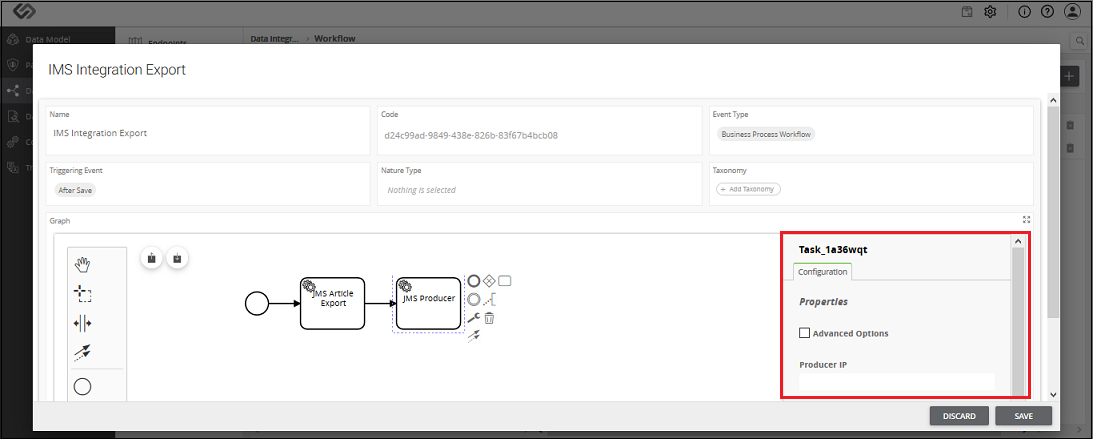 Data Integr... > Workflow
Data Model
Endpoints
IMS Integration Export
Name
Code
Event Type
IMS Integration Export
d24c99ad-9849-438e-826b-83f67b4bcb08
Business Process Workflow
Triggering Event
Nature Type
Taxonomy
After Save
Nothing is selected
+ Add Taxonomy
Graph
Task_1a36wqt
Configuration
JMS Article
Export
JMS Producer
Properties
Advanced Options
Producer IP
DISCARD
SAVE